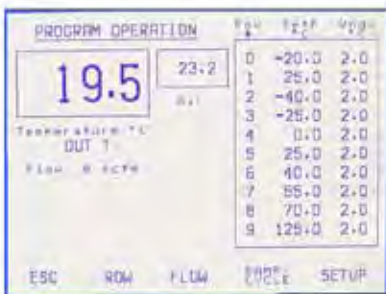 PROGRAM OPERATION
19.5
23.2
Temperature °C
OUT T
Flow
0 -20.0 2.0
1 25.0 2.0
2 -40.0 2.0
3 -25.0 2.0
4 0.0 2.0
5 25.0 2.0
6 40.0 2.0
7 55.0 2.0
8 70.0 2.0
9 125.0 2.0
ESC ROW FLOW CYCLE SETUP